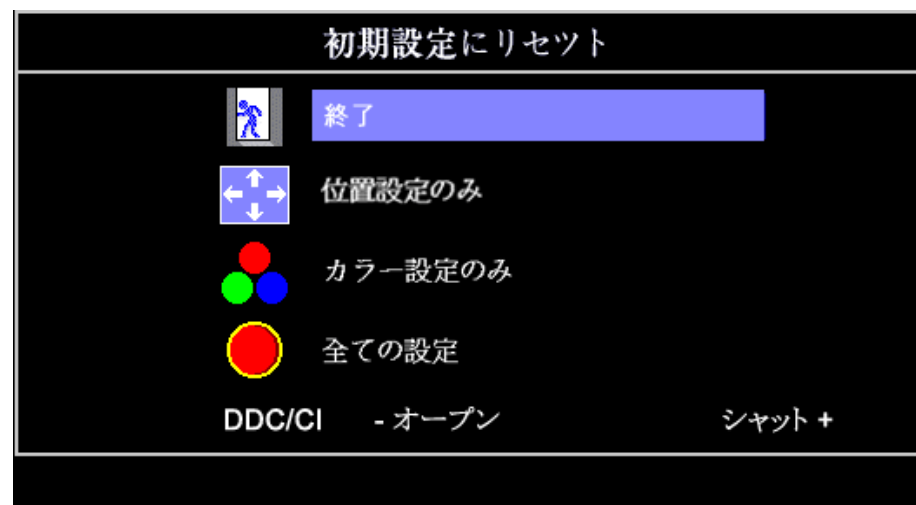 初期設定にリセツト
終了
位置設定のみ
カラー設定のみ
全ての設定
DDC/CI - オープン シャット +